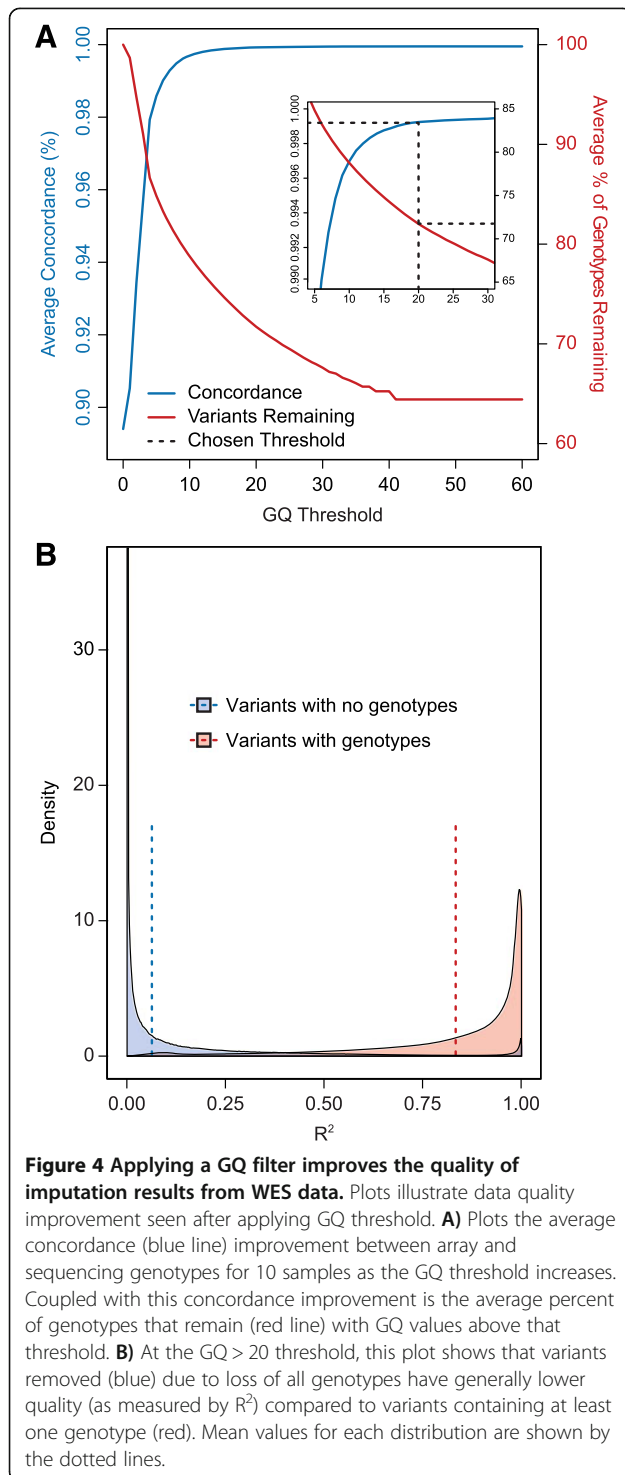 A
Average Concordance (%)
0.90 0.92 0.94 0.96 0.98 1.00
Average % of Genotypes Remaining
60 70 80 90 100
0.990 0.992 0.994 0.996 0.998 1.000
65 70 75 80 84
5 10 15 20 25 30
Concordance
Variants Remaining
Chosen Threshold
0 10 20 30 40 50 60
GQ Threshold
B
Density
0 10 20 30
Variants with no genotypes
Variants with genotypes
0.00 0.25 0.50 0.75 1.00
R²
Figure 4 Applying a GQ filter improves the quality of
imputation results from WES data. Plots illustrate data quality
improvement seen after applying GQ threshold. A) Plots the average
concordance (blue line) improvement between array and
sequencing genotypes for 10 samples as the GQ threshold increases.
Coupled with this concordance improvement is the average percent
of genotypes that remain (red line) with GQ values above that
threshold. B) At the GQ > 20 threshold, this plot shows that variants
removed (blue) due to loss of all genotypes have generally lower
quality (as measured by R²) compared to variants containing at least
one genotype (red). Mean values for each distribution are shown by
the dotted lines.